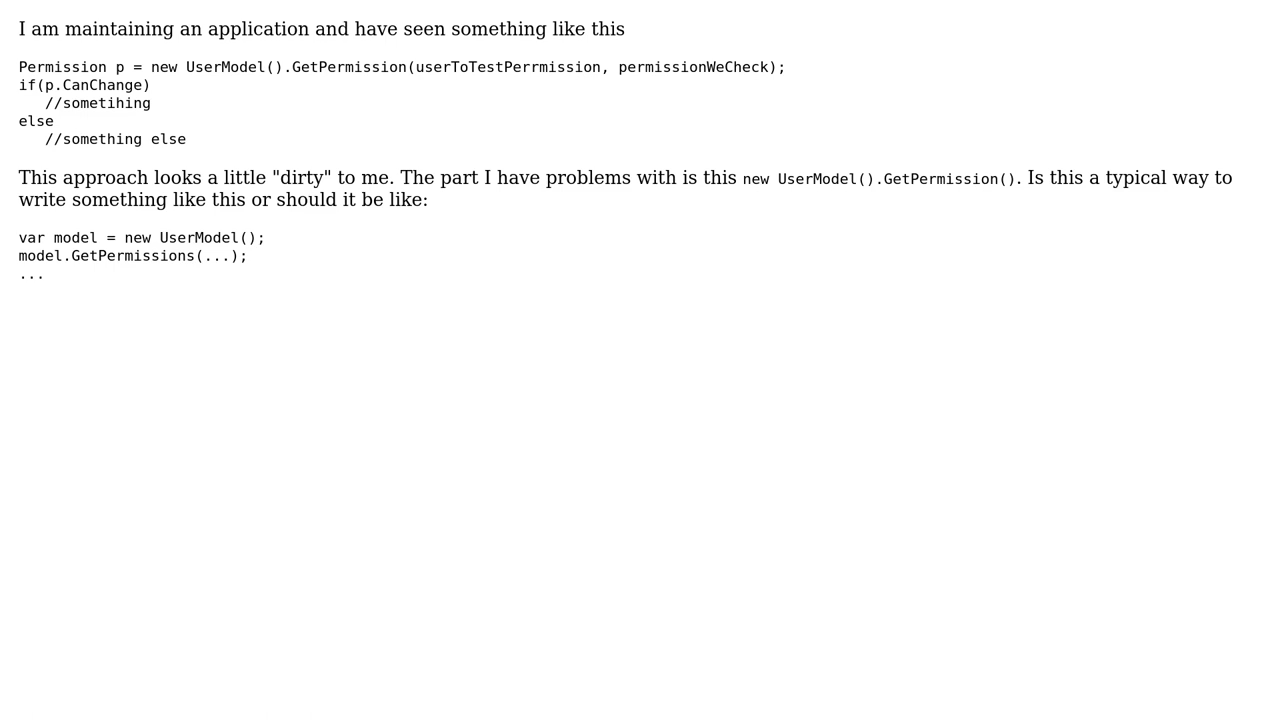 I am maintaining an application and have seen something like this
Permission p = new UserModel().GetPermission(userToTestPerrmission, permissionWeCheck);
if(p.CanChange)
   //sometihing
else
   //something else
This approach looks a little "dirty" to me. The part I have problems with is this new UserModel().GetPermission(). Is this a typical way to
write something like this or should it be like:
var model = new UserModel();
model.GetPermissions(...);
...